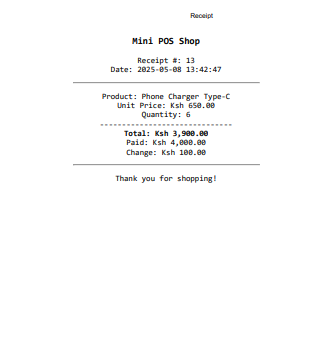 Receipt
Mini POS Shop
Receipt #: 13
Date: 2025-05-08 13:42:47
Product: Phone Charger Type-C
Unit Price: Ksh 650.00
Quantity: 6
-------------------------------
Total: Ksh 3,900.00
Paid: Ksh 4,000.00
Change: Ksh 100.00
Thank you for shopping!